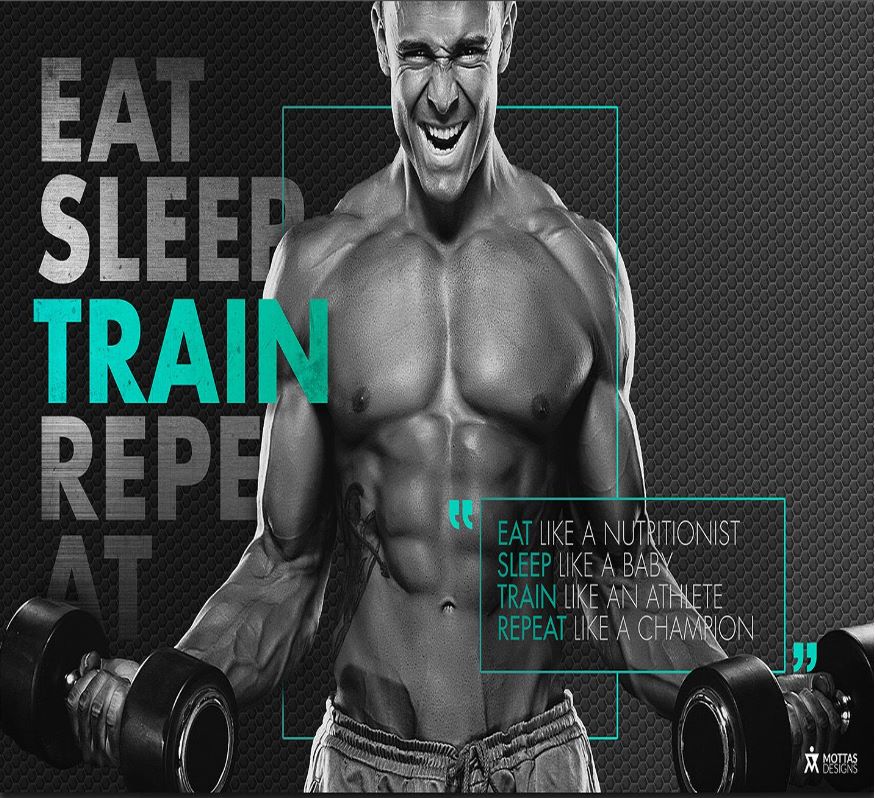 EAT
SLEEP
TRAIN
REPE
AT
EAT LIKE A NUTRITIONIST
SLEEP LIKE A BABY
TRAIN LIKE AN ATHLETE
REPEAT LIKE A CHAMPION
MOTTAS
DESIGNS